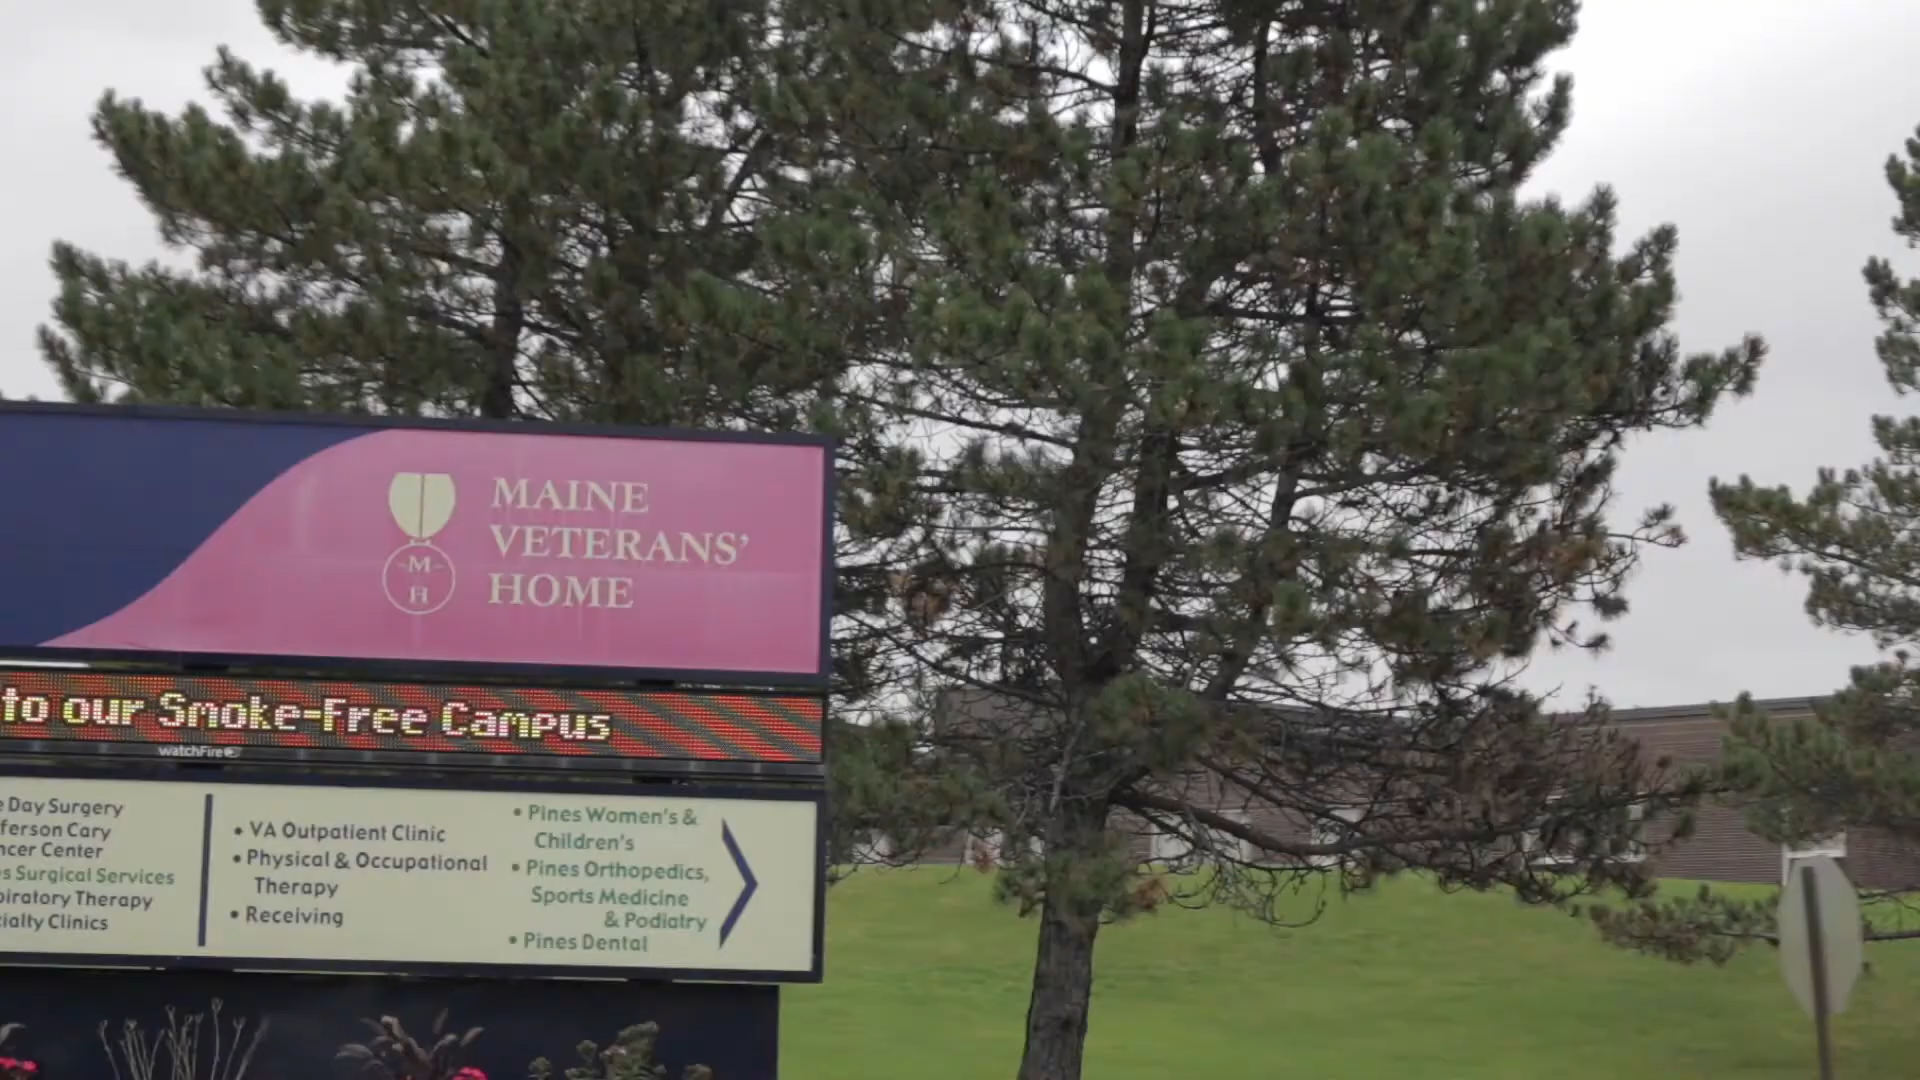 MAINE
VETERANS'
HOME
M
H
to our Smoke-Free Campus
watchFire
Day Surgery
Cary
Center
Surgical Services
Therapy
Clinics
• VA Outpatient Clinic
• Physical & Occupational
Therapy
• Receiving
• Pines Women's &
Children's
• Pines Orthopedics,
Sports Medicine
& Podiatry
• Pines Dental